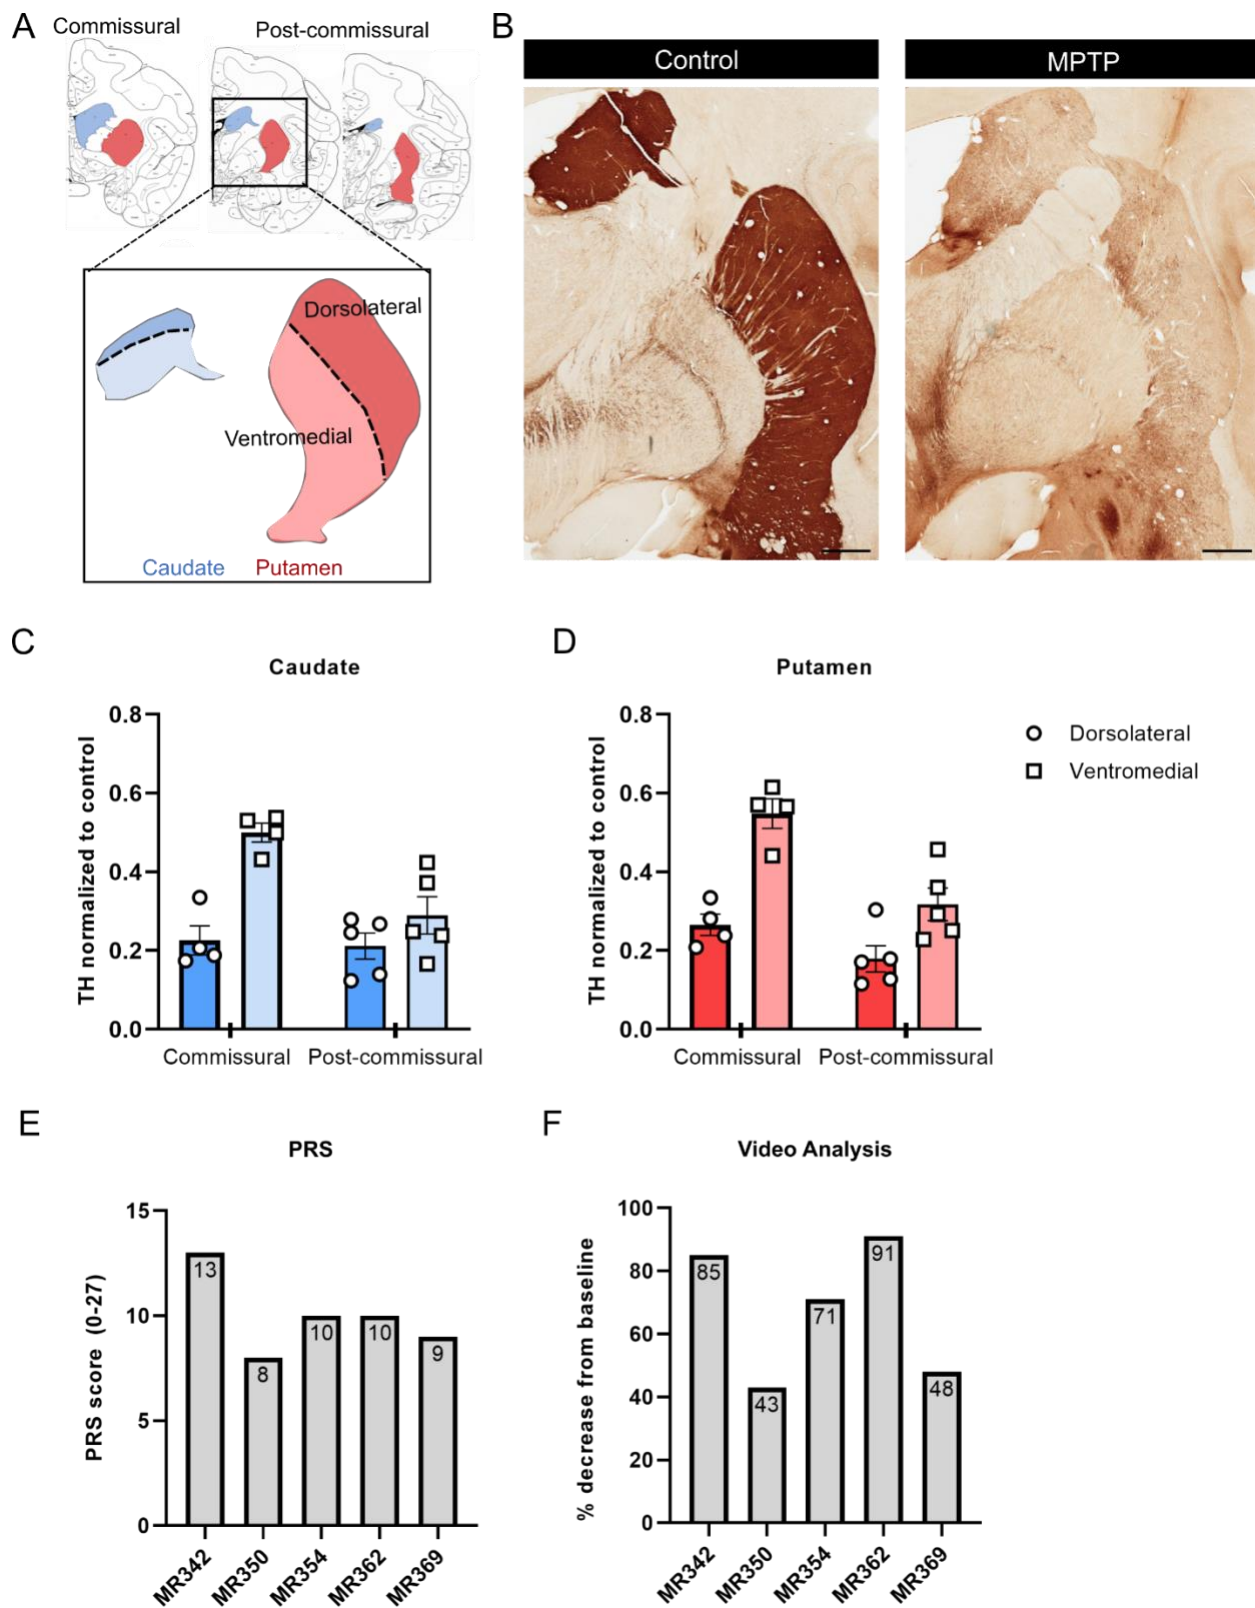 A
Commissural
Post-commissural
B
Control
MPTP
Dorsolateral
Ventromedial
Caudate
Putamen
C
Caudate
TH normalized to control
0.8
0.6
0.4
0.2
0.0
Commissural
Post-commissural
D
Putamen
TH normalized to control
0.8
0.6
0.4
0.2
0.0
Commissural
Post-commissural
Dorsolateral
Ventromedial
E
PRS
PRS score (0-27)
15
10
5
0
13
8
10
10
9
MR342
MR350
MR354
MR362
MR369
F
Video Analysis
% decrease from baseline
100
80
60
40
20
0
85
43
71
91
48
MR342
MR350
MR354
MR362
MR369